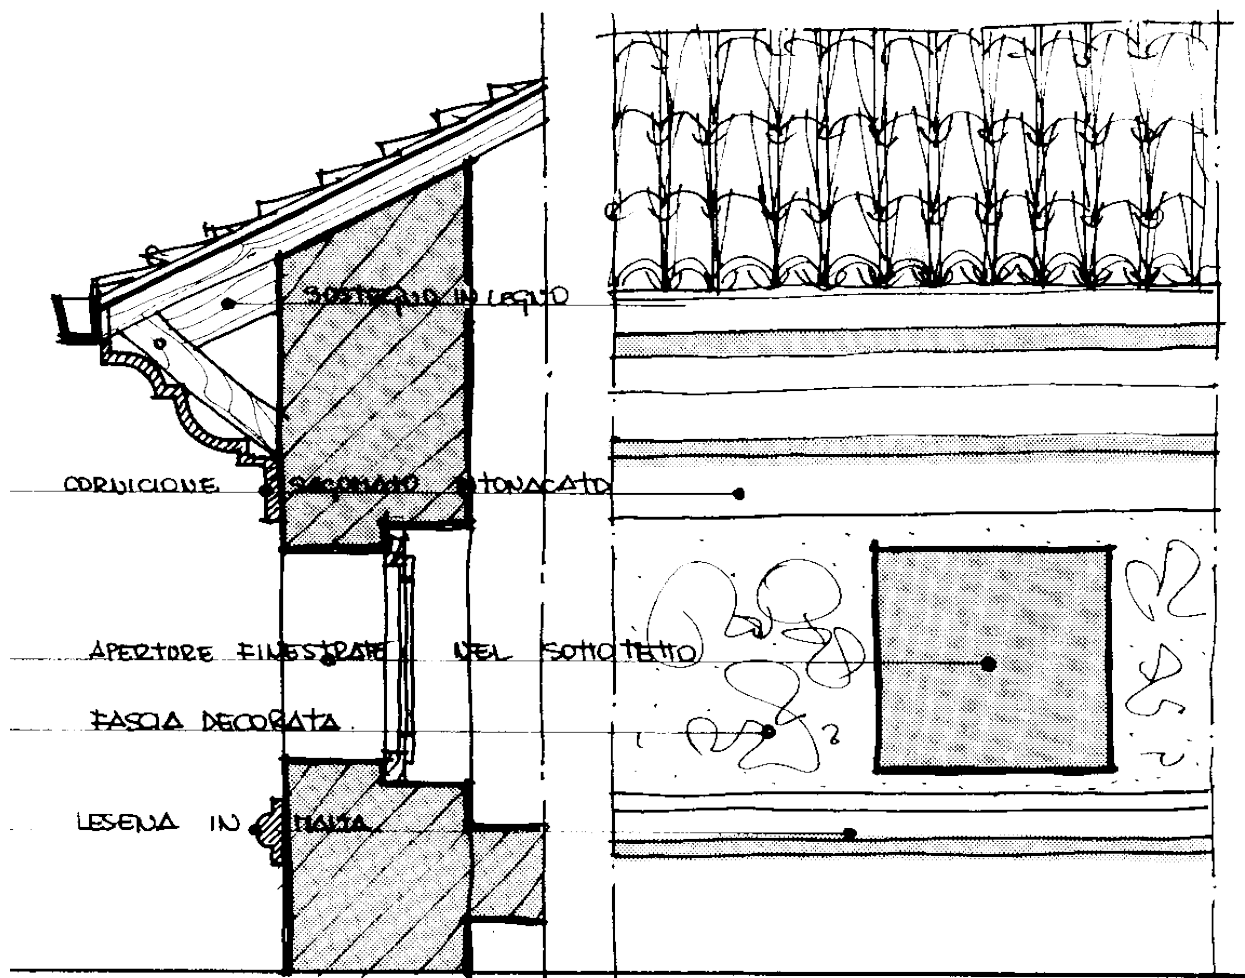 SOSTEGNO IN LEGNO
CORNICIONE SAGOMATO INTONACATO
APERTURE FINESTRATE NEL SOTTOTETTO
FASCIA DECORATA
LESENA IN MALTA